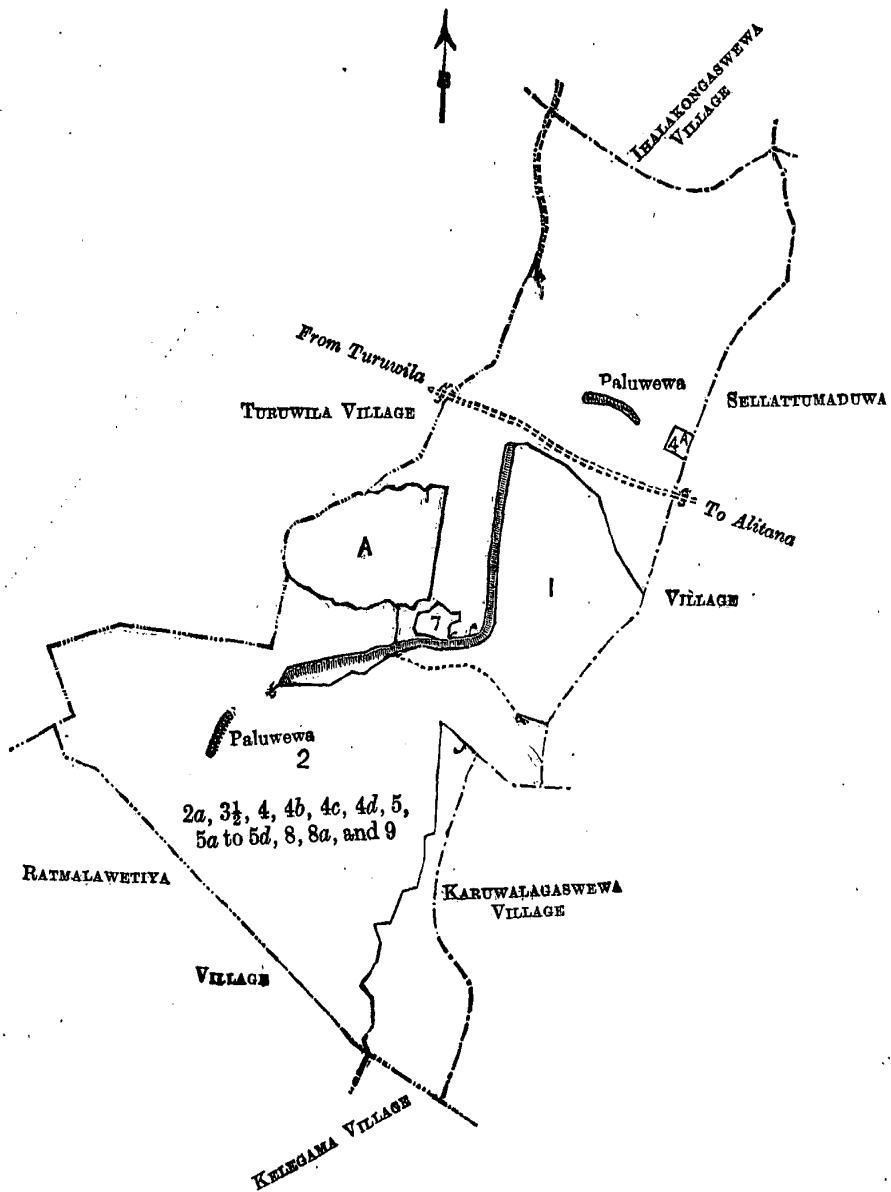 IHALAKONGASWEWA
VILLAGE
From Turuwila
Paluwewa
TURUWILA VILLAGE
SELLATTUMADUWA
4A
To Alitana
A
1
VILLAGE
7
Paluwewa
2
2a, 3½, 4, 4b, 4c, 4d, 5,
5a to 5d, 8, 8a, and 9
RATMALAWETIYA
KARUWALAGASWEWA
VILLAGE
VILLAGE
KELEGAMA VILLAGE